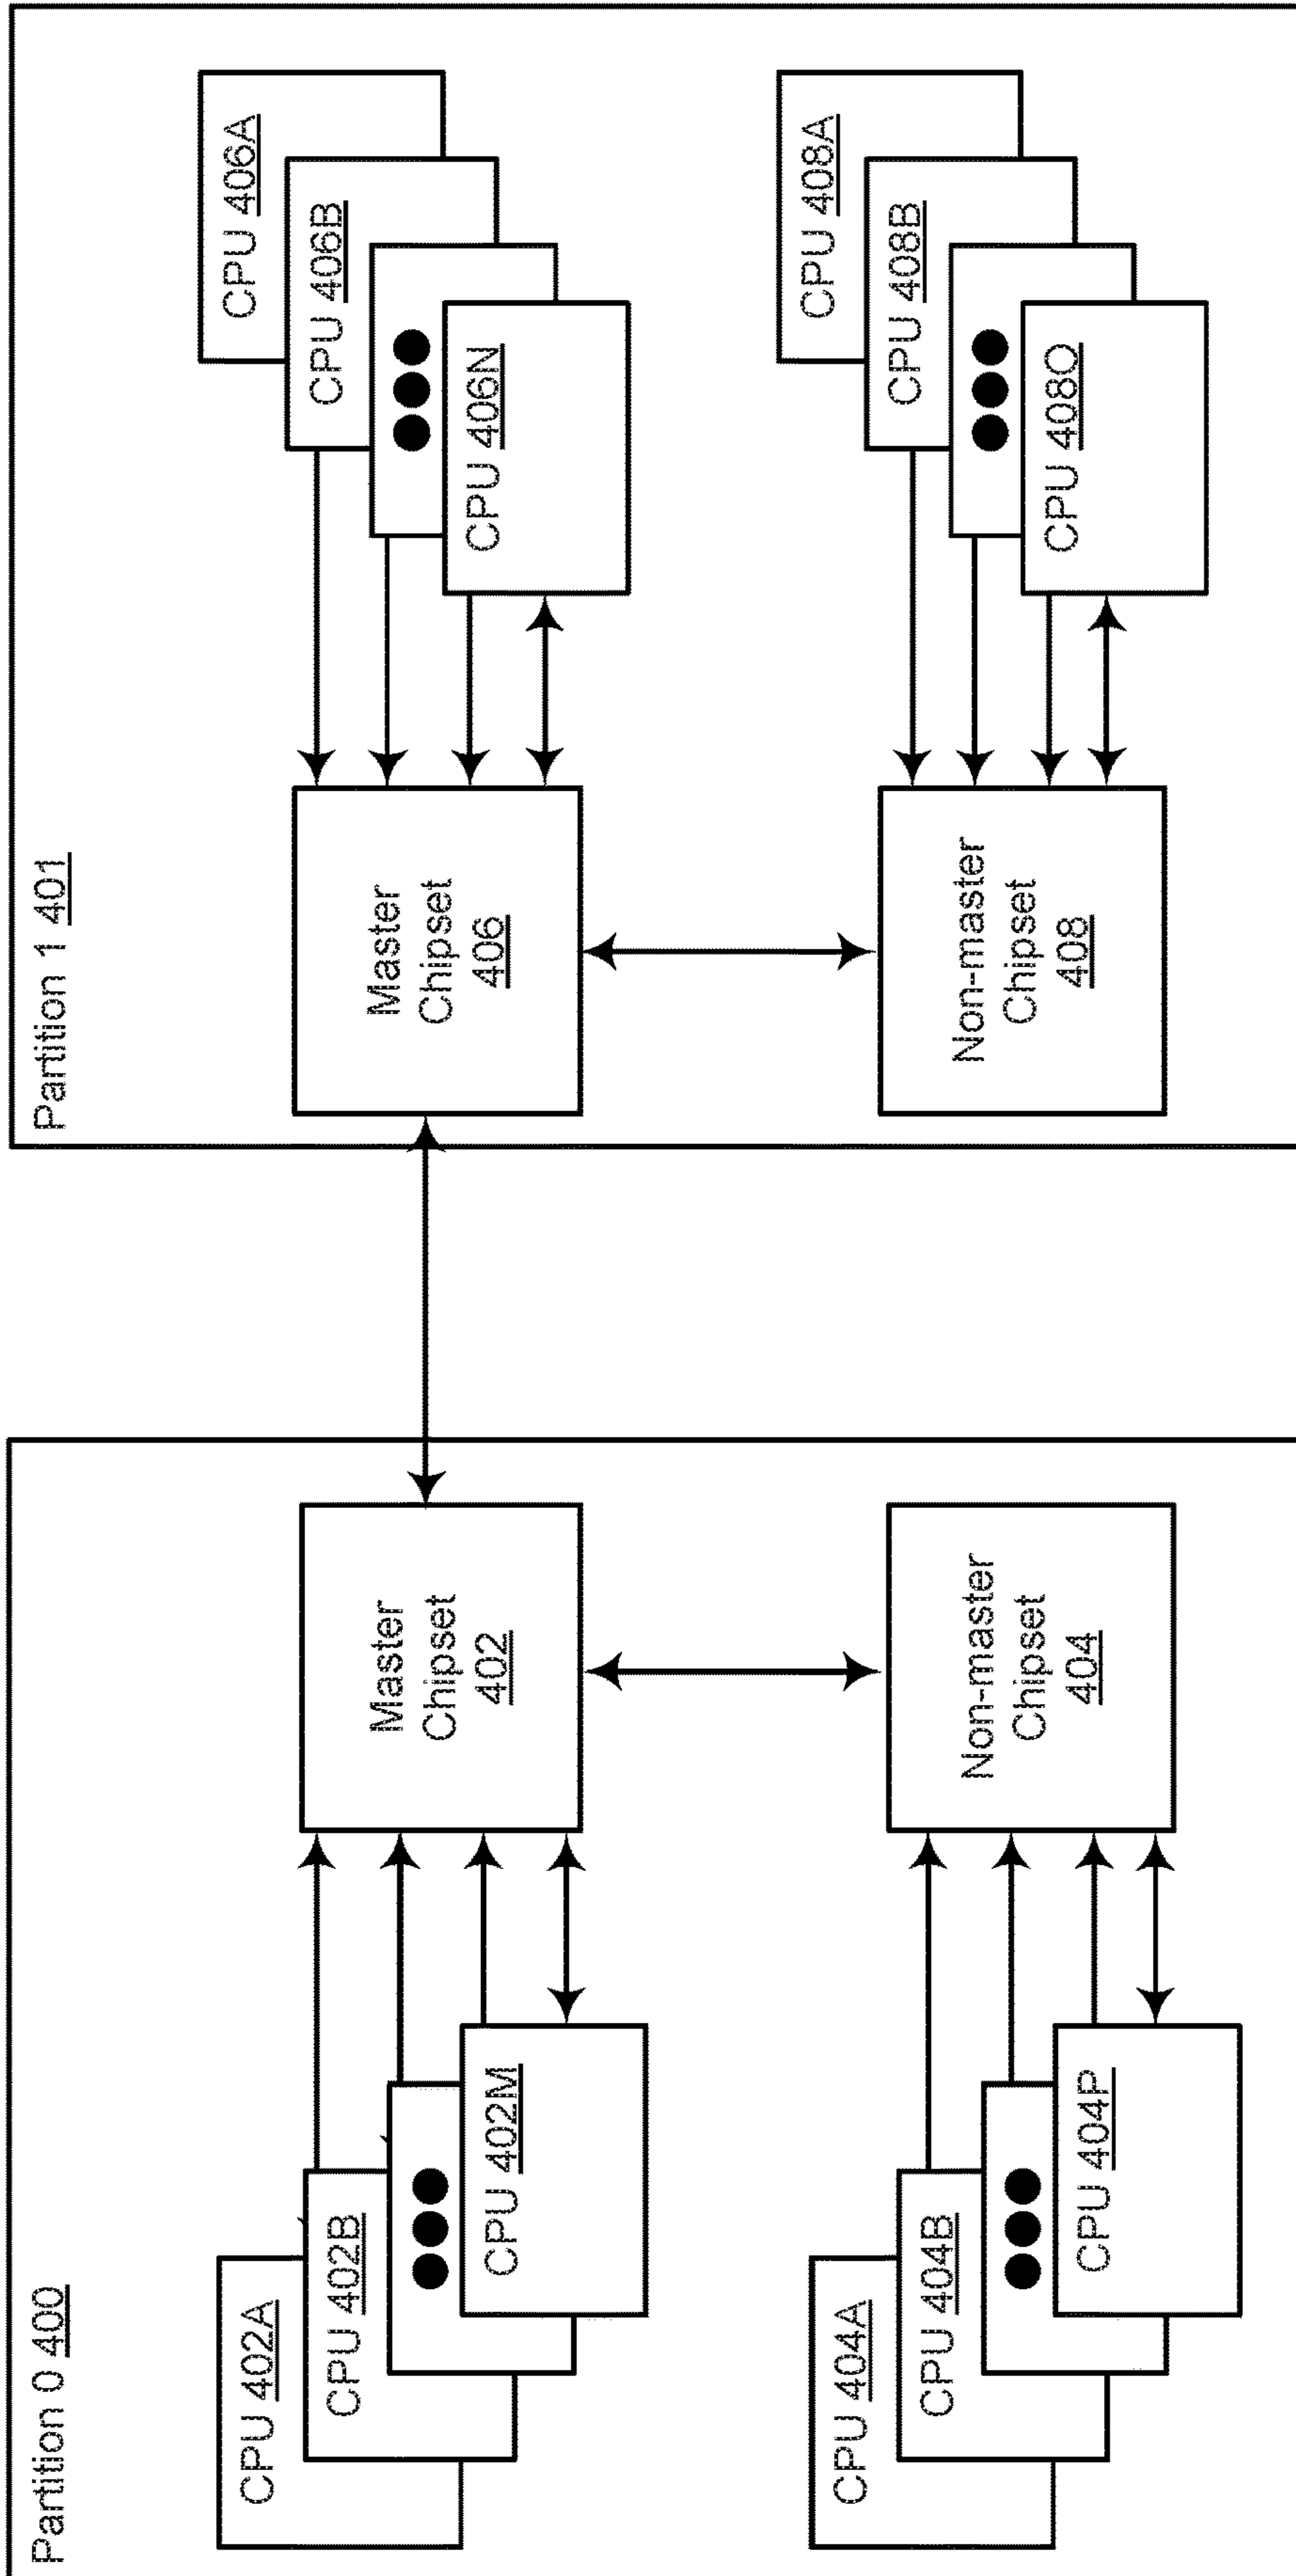 Partition 0 400
CPU 402A
CPU 402B
CPU 402M
Master
Chipset
402
CPU 404A
CPU 404B
CPU 404P
Non-master
Chipset
404
Partition 1 401
Master
Chipset
406
CPU 406A
CPU 406B
CPU 406N
Non-master
Chipset
408
CPU 408A
CPU 408B
CPU 408O